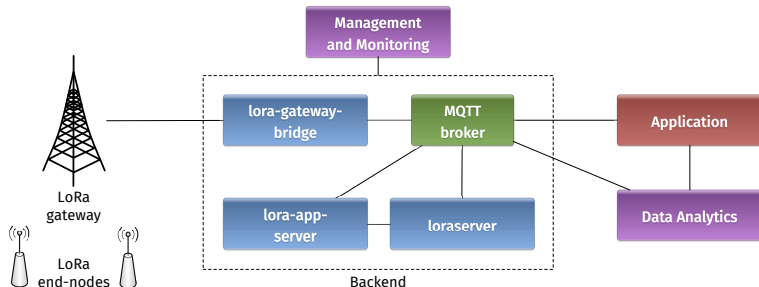 Management
and Monitoring
lora-gateway-
bridge
MQTT
broker
Application
LoRa
gateway
lora-app-
server
loraserver
Data Analytics
LoRa
end-nodes
Backend